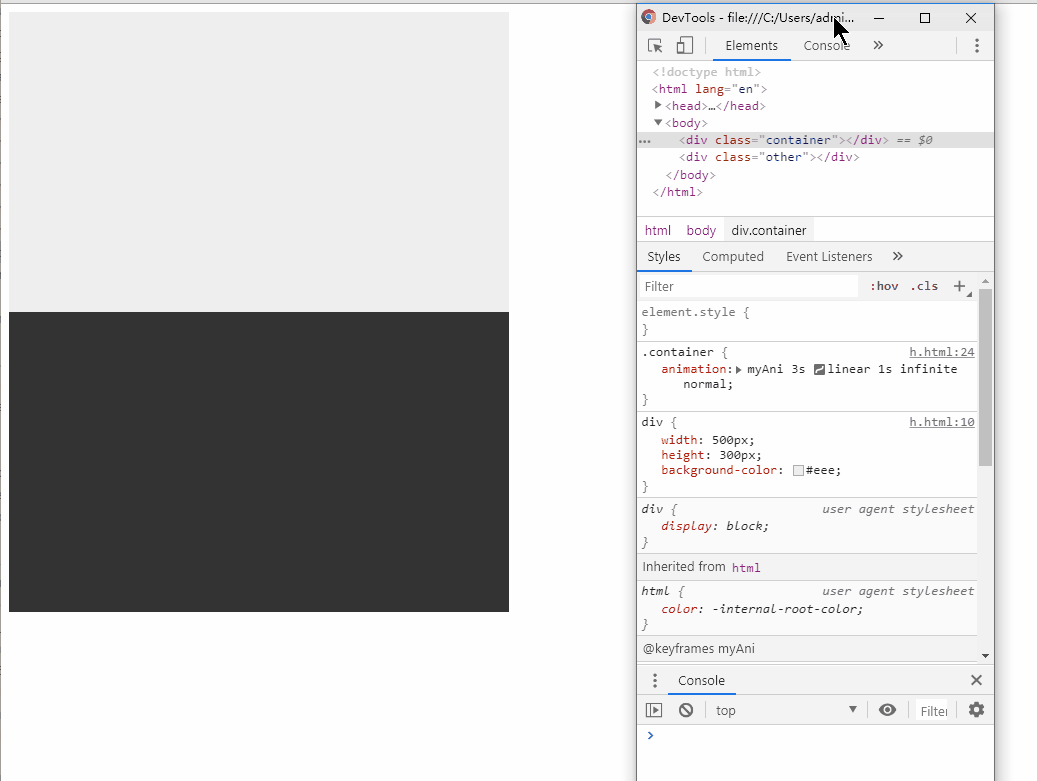 DevTools - file:///C:/Users/admi...
Elements Console »
<!doctype html>
<html lang="en">
<head>…</head>
<body>
<div class="container"></div> == $0
<div class="other"></div>
</body>
</html>
html body div.container
Styles Computed Event Listeners »
Filter :hov .cls +
element.style {
}
.container { h.html:24
animation: myAni 3s linear 1s infinite
normal;
}
div { h.html:10
width: 500px;
height: 300px;
background-color: #eee;
}
div { user agent stylesheet
display: block;
}
Inherited from html
html { user agent stylesheet
color: -internal-root-color;
}
@keyframes myAni
Console
top Filter